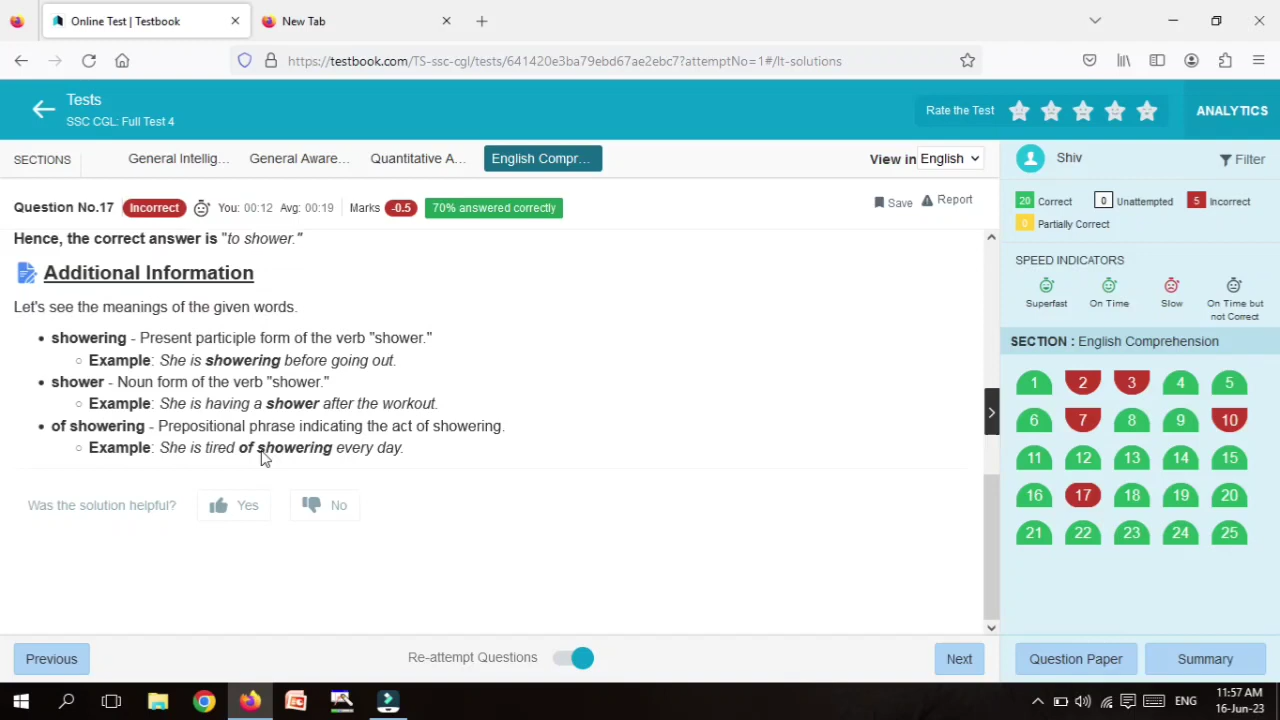 Online Test | Testbook
New Tab
https://testbook.com/TS-ssc-cgl/tests/641420e3ba79ebd67ae2ebc7?attemptNo=1#/lt-solutions
Tests
SSC CGL: Full Test 4
Rate the Test
ANALYTICS
SECTIONS
General Intellig...
General Aware...
Quantitative A...
English Compr...
View in English
Shiv
Filter
Question No.17 Incorrect You: 00:12 Avg: 00:19 Marks -0.5 70% answered correctly
Save Report
20 Correct 0 Unattempted 5 Incorrect
0 Partially Correct
Hence, the correct answer is "to shower."
Additional Information
Let's see the meanings of the given words.
• showering - Present participle form of the verb "shower."
○ Example: She is showering before going out.
• shower - Noun form of the verb "shower."
○ Example: She is having a shower after the workout.
• of showering - Prepositional phrase indicating the act of showering.
○ Example: She is tired of showering every day.
Was the solution helpful? Yes No
SPEED INDICATORS
Superfast On Time Slow On Time but
not Correct
SECTION : English Comprehension
1 2 3 4 5
6 7 8 9 10
11 12 13 14 15
16 17 18 19 20
21 22 23 24 25
Previous
Re-attempt Questions
Next
Question Paper
Summary
ENG
11:57 AM
16-Jun-23